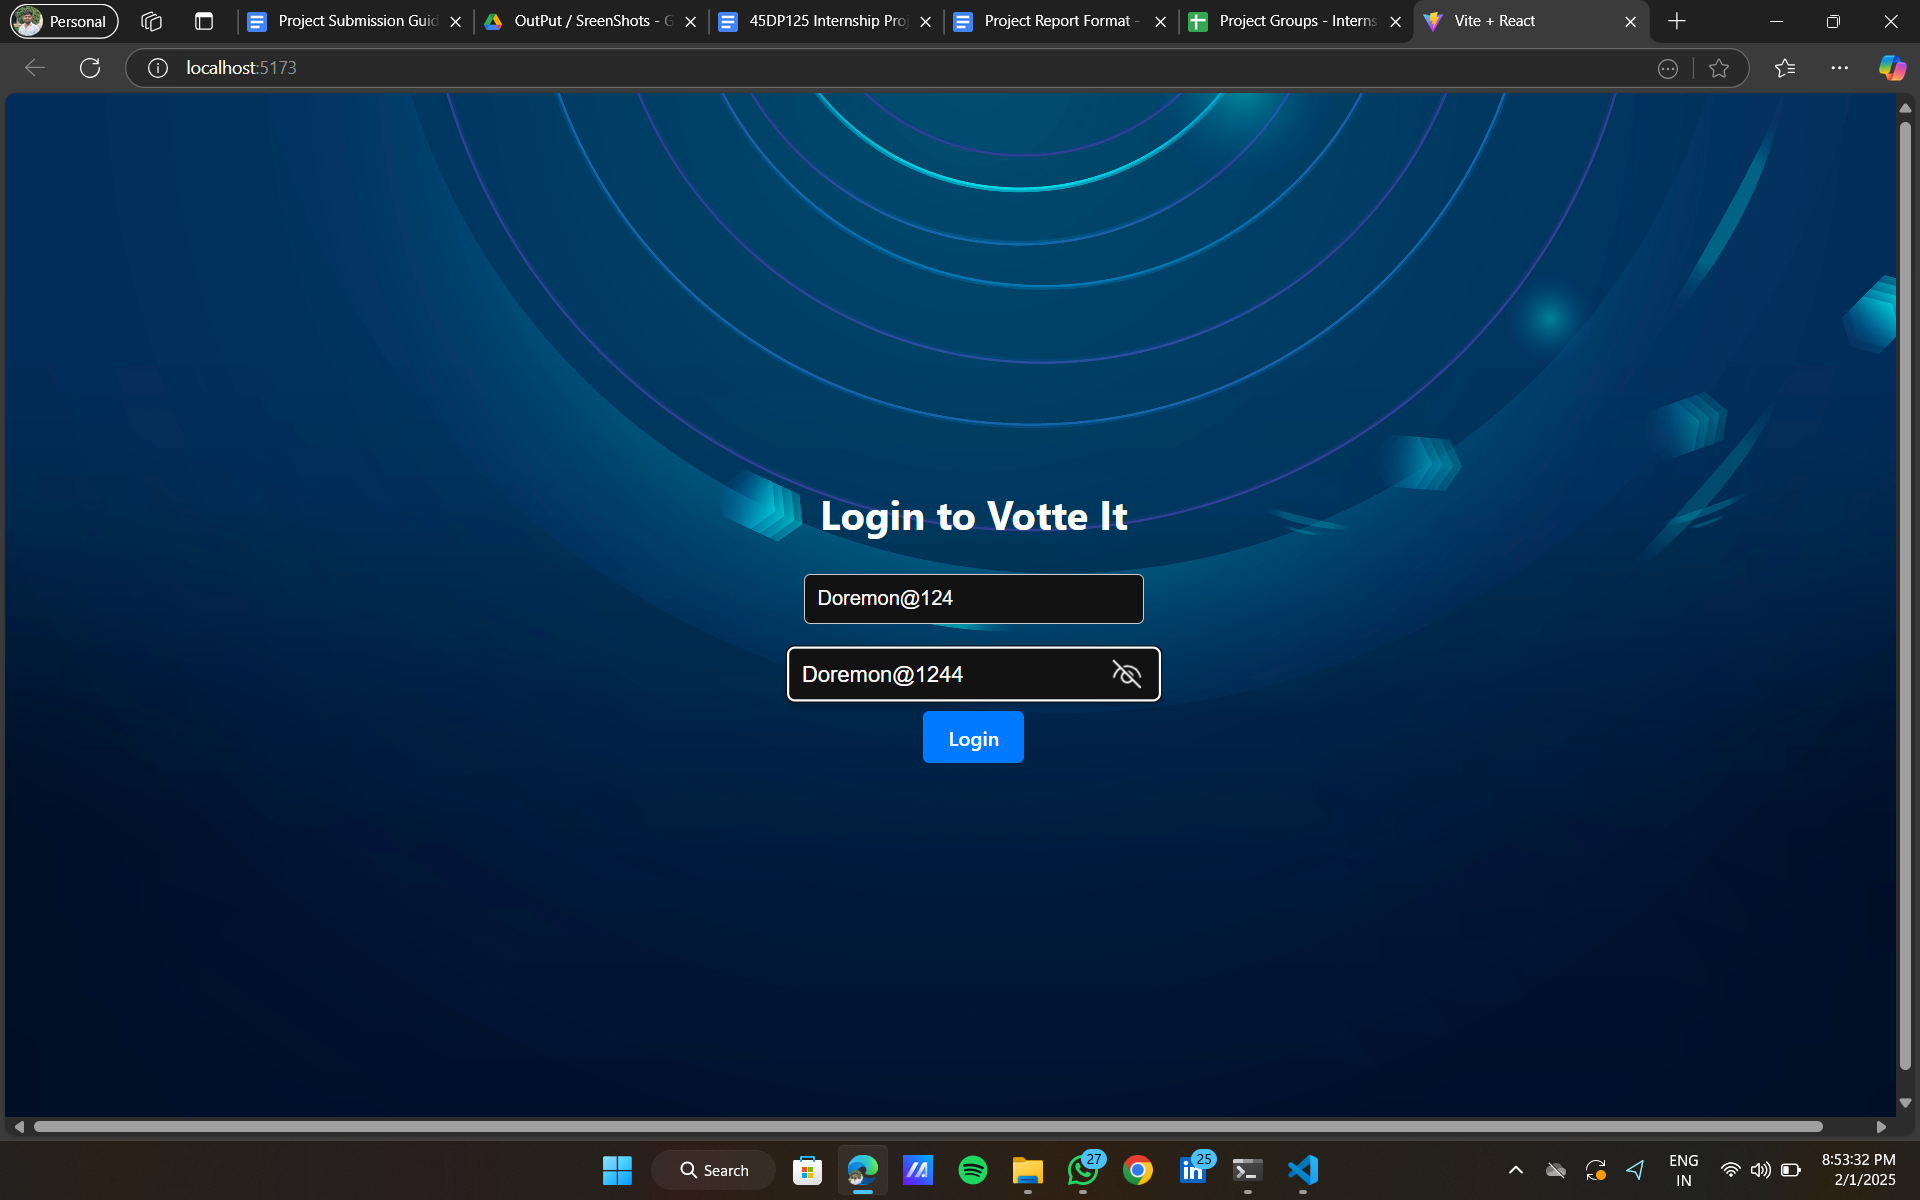 Personal
Project Submission Guid
OutPut / SreenShots - G
45DP125 Internship Proj
Project Report Format -
Project Groups - Interns
Vite + React
localhost:5173
Login to Votte It
Doremon@124
Doremon@1244
Login
Search
27
25
ENG
IN
8:53:32 PM
2/1/2025